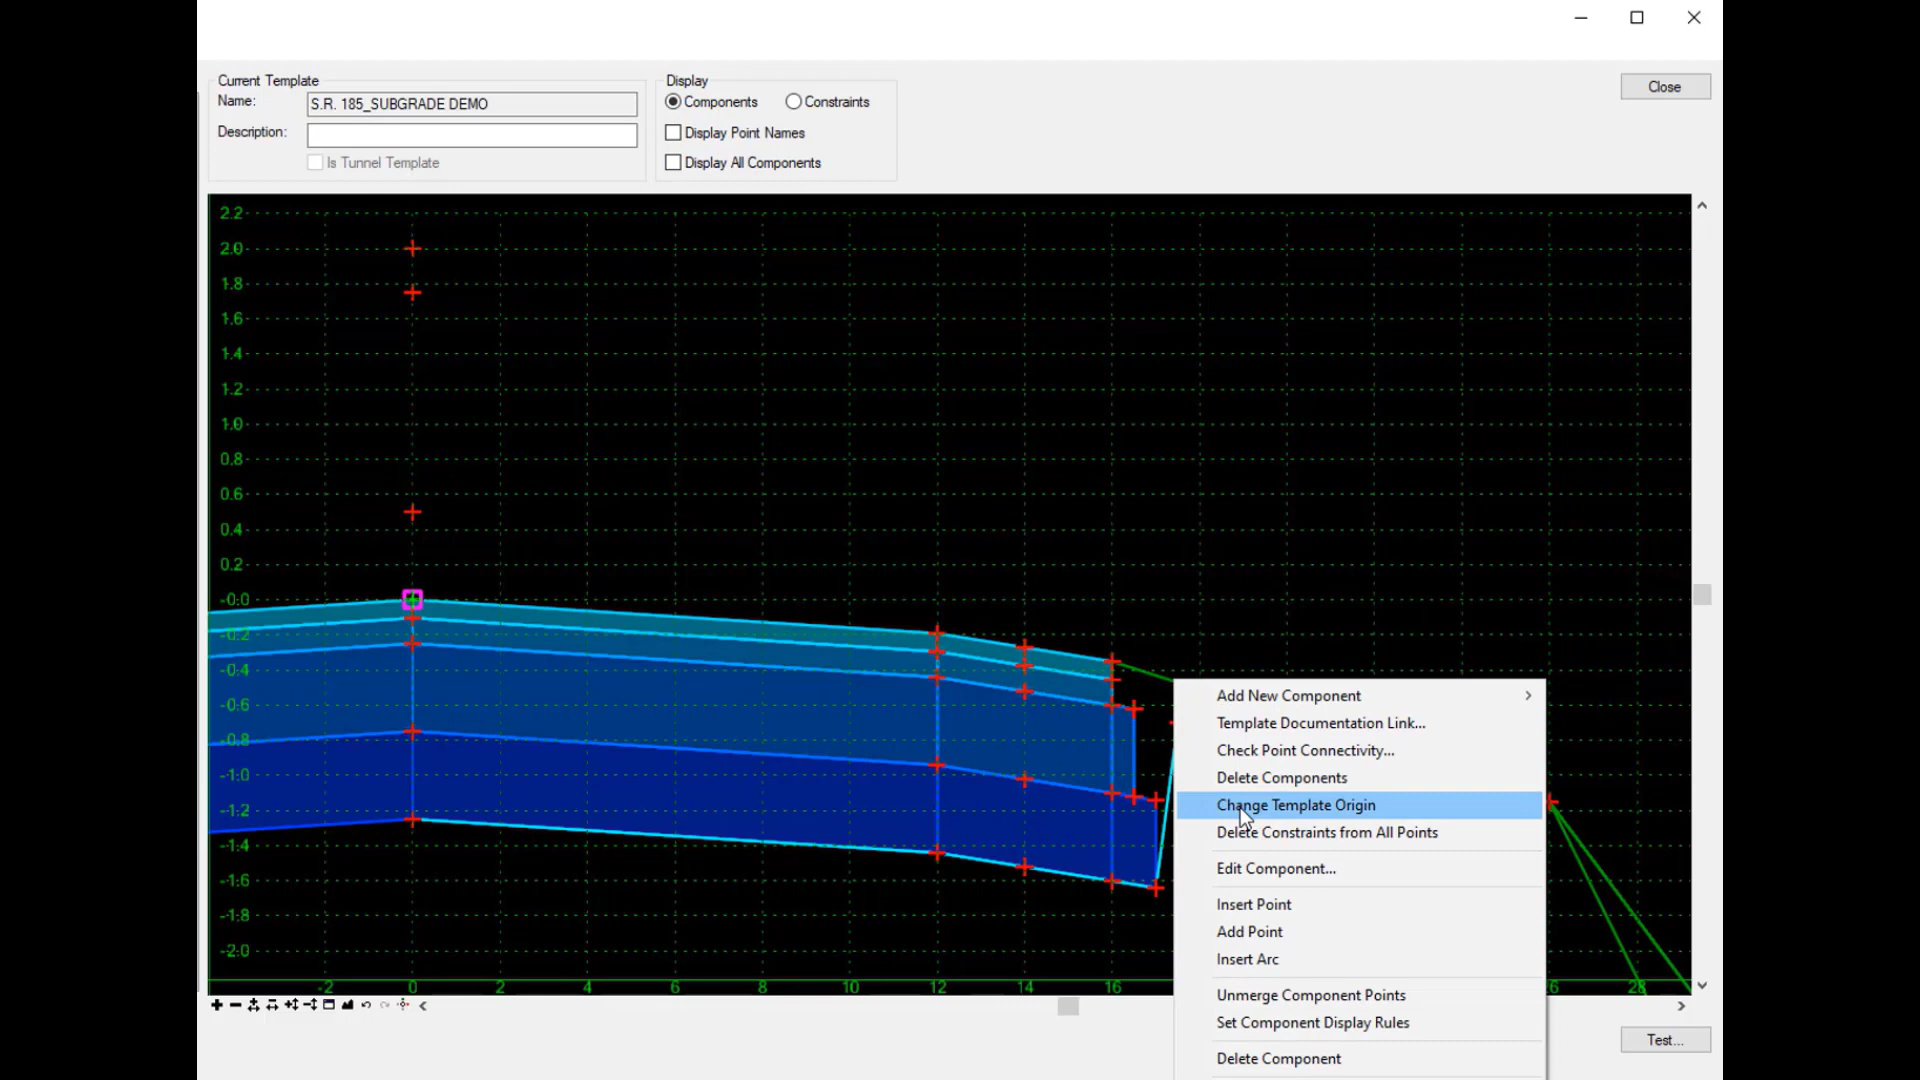 Current Template
Name: S.R. 185_SUBGRADE DEMO
Description:
Is Tunnel Template
Display
Components Constraints
Display Point Names
Display All Components
Close
2.2
2.0
1.8
1.6
1.4
1.2
1.0
0.8
0.6
0.4
0.2
-0.0
-0.2
-0.4
-0.6
-0.8
-1.0
-1.2
-1.4
-1.6
-1.8
-2.0
-2 0 2 4 6 8 10 12 14 16 28
Add New Component
Template Documentation Link...
Check Point Connectivity...
Delete Components
Change Template Origin
Delete Constraints from All Points
Edit Component...
Insert Point
Add Point
Insert Arc
Unmerge Component Points
Set Component Display Rules
Delete Component
Test...